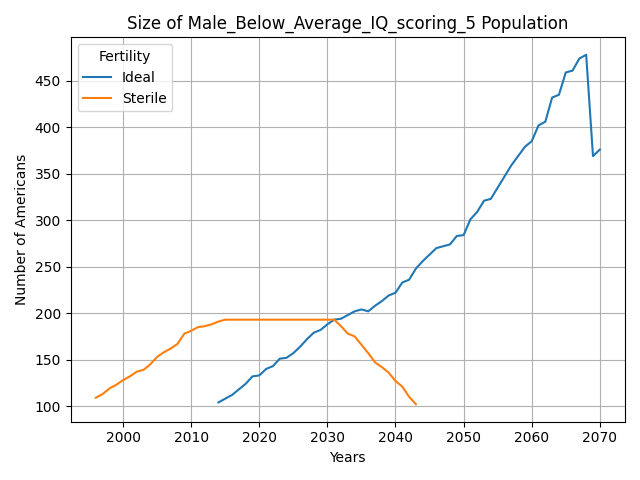 Size of Male_Below_Average_IQ_scoring_5 Population
Fertility
Ideal
Sterile
Number of Americans
450
400
350
300
250
200
150
100
2000 2010 2020 2030 2040 2050 2060 2070
Years